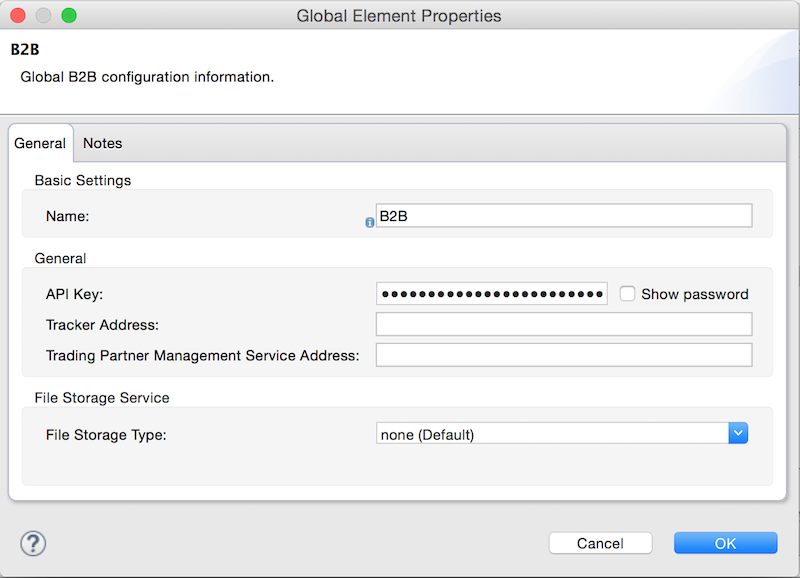 Global Element Properties
B2B
Global B2B configuration information.
General Notes
Basic Settings
Name: B2B
General
API Key: ●●●●●●●●●●●●●●●●●●●●●●●● Show password
Tracker Address:
Trading Partner Management Service Address:
File Storage Service
File Storage Type: none (Default)
? Cancel OK